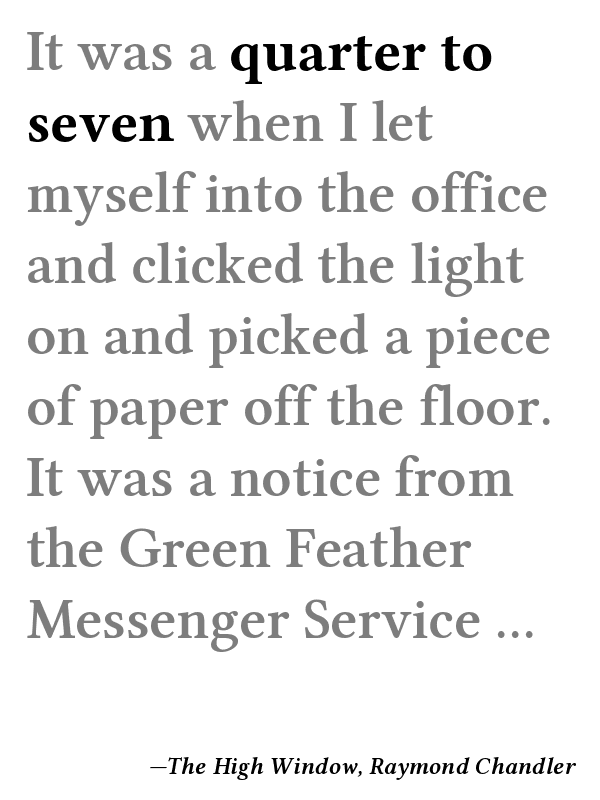 It was a quarter to
seven when I let
myself into the office
and clicked the light
on and picked a piece
of paper off the floor.
It was a notice from
the Green Feather
Messenger Service ...
—The High Window, Raymond Chandler